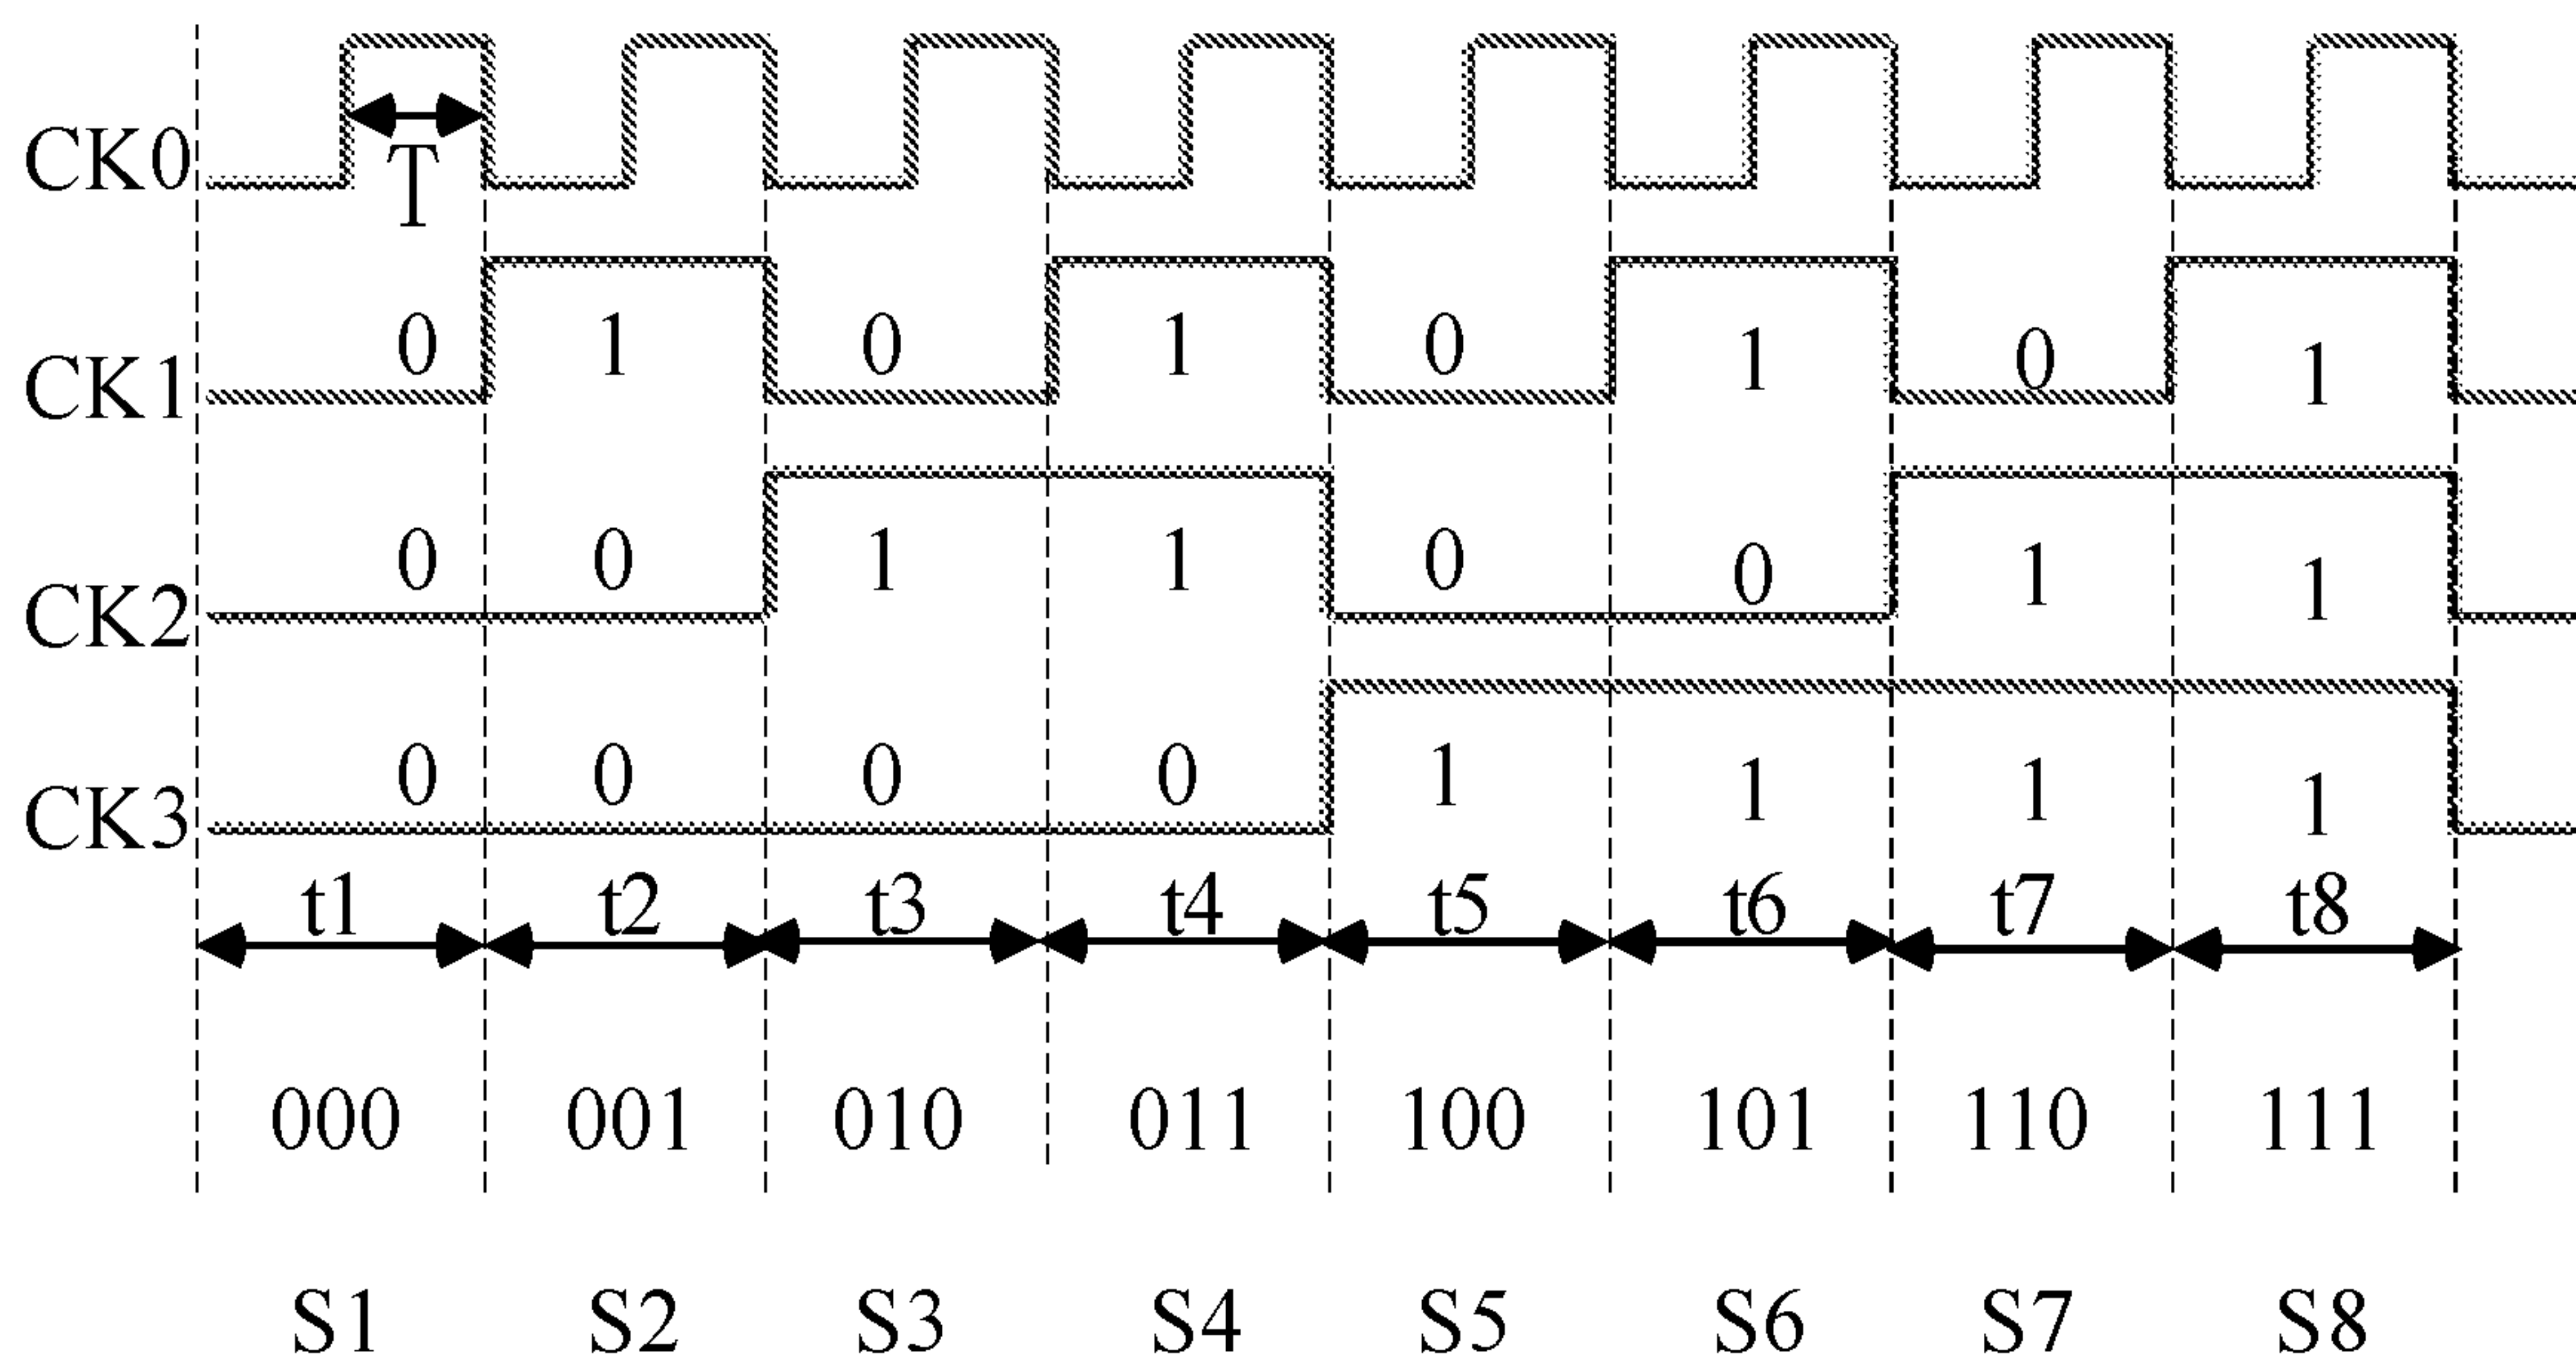 CK0
T
CK1 0 1 0 1 0 1 0 1
CK2 0 0 1 1 0 0 1 1
CK3 0 0 0 0 1 1 1 1
t1 t2 t3 t4 t5 t6 t7 t8
000 001 010 011 100 101 110 111
S1 S2 S3 S4 S5 S6 S7 S8